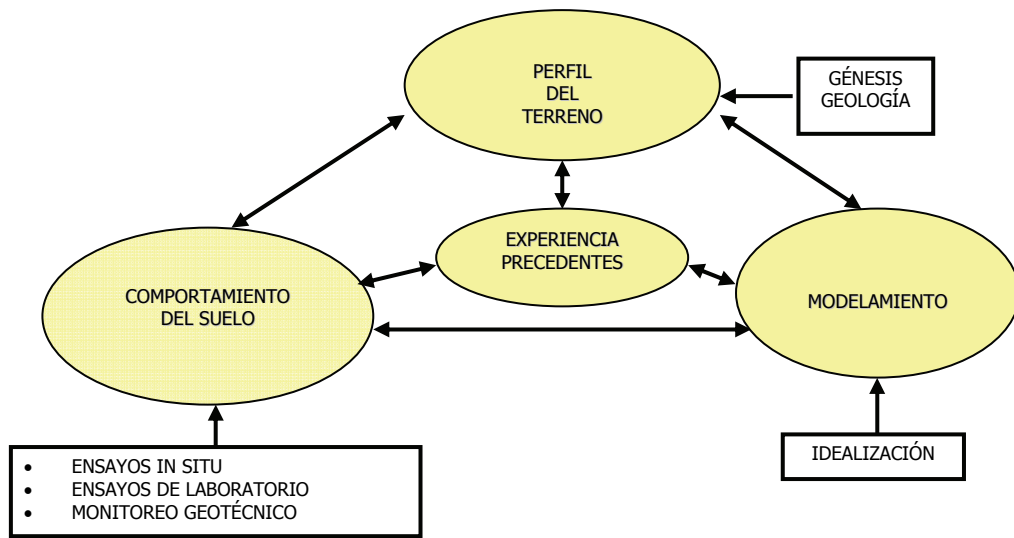 PERFIL
DEL
TERRENO
GÉNESIS
GEOLOGÍA
EXPERIENCIA
PRECEDENTES
COMPORTAMIENTO
DEL SUELO
MODELAMIENTO
• ENSAYOS IN SITU
• ENSAYOS DE LABORATORIO
• MONITOREO GEOTÉCNICO
IDEALIZACIÓN